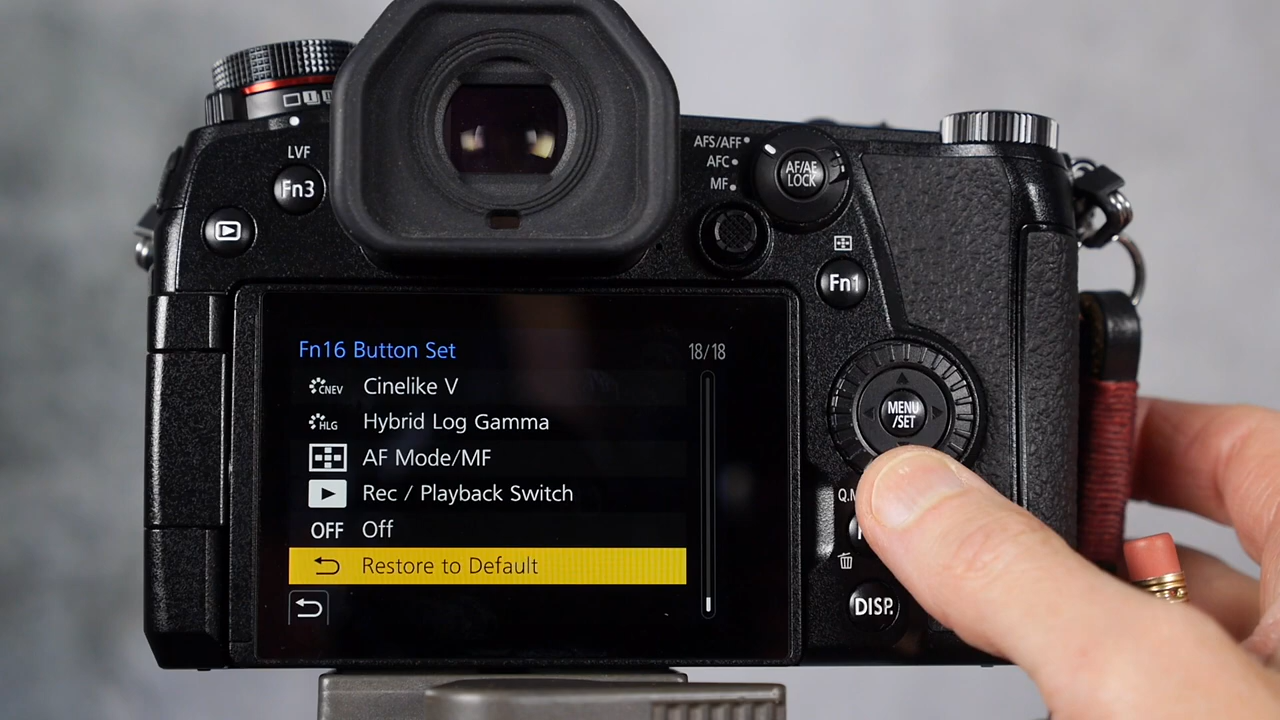 LVF
Fn3
AFS/AFF
AFC
MF
AF/AE
LOCK
Fn1
Fn16 Button Set
18/18
CNEV Cinelike V
HLG Hybrid Log Gamma
AF Mode/MF
Rec / Playback Switch
OFF Off
Restore to Default
MENU
/SET
DISP.